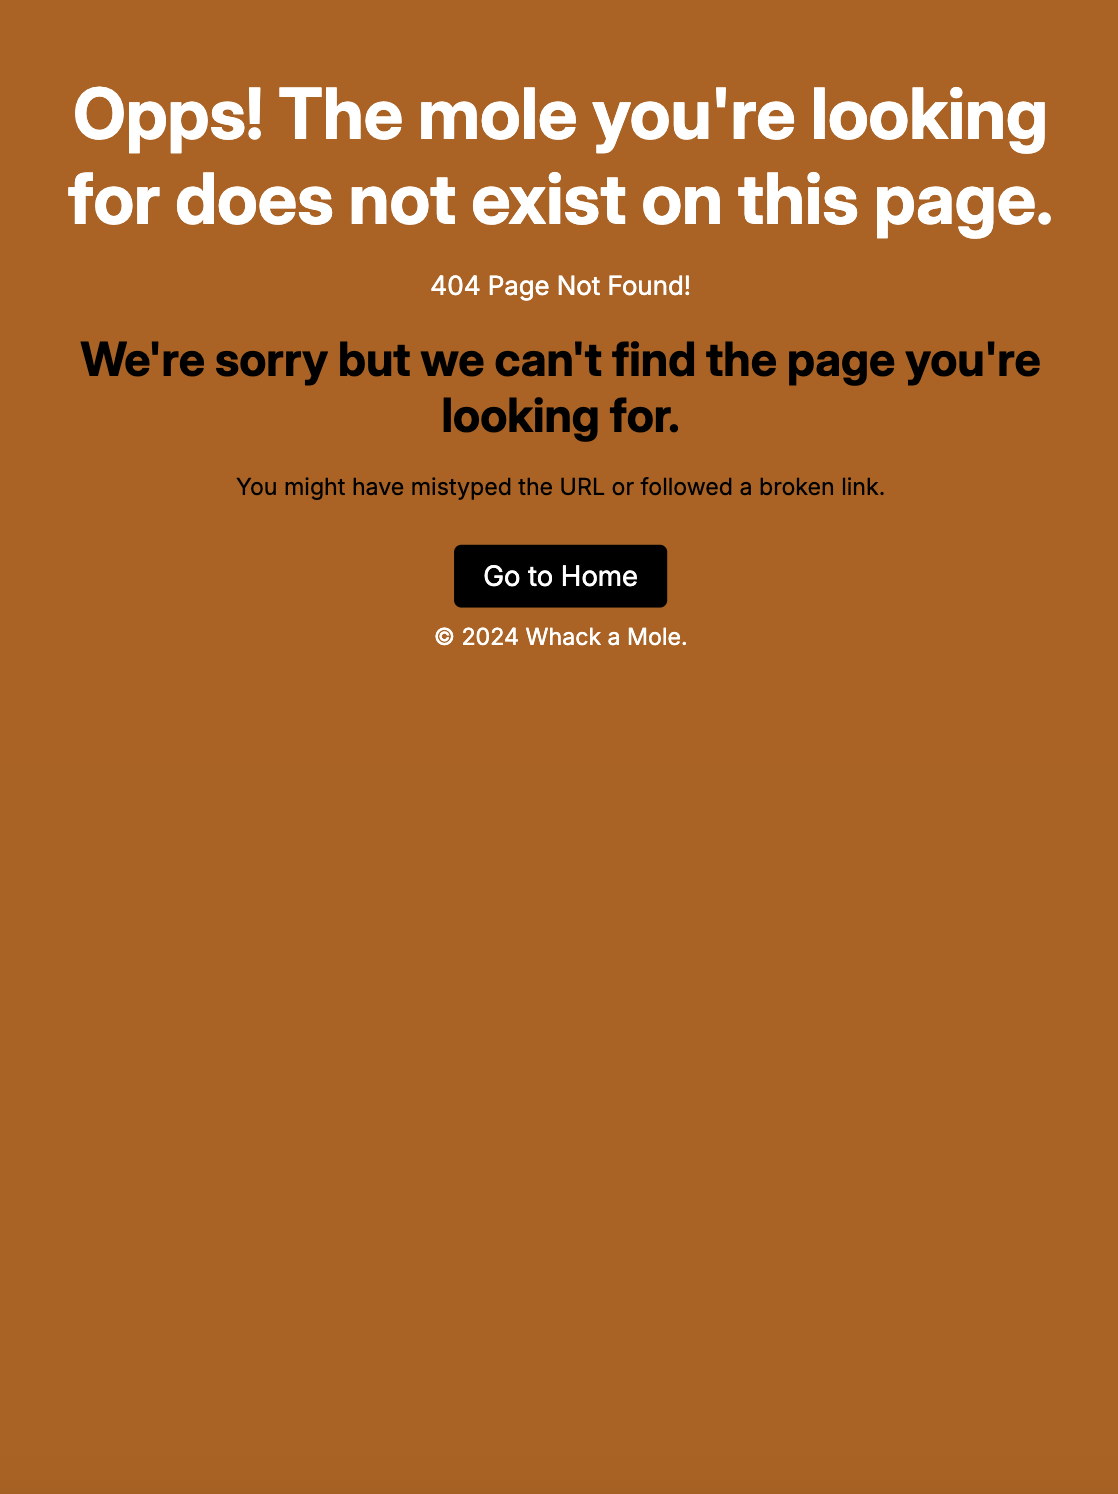 Opps! The mole you're looking
for does not exist on this page.
404 Page Not Found!
We're sorry but we can't find the page you're
looking for.
You might have mistyped the URL or followed a broken link.
Go to Home
© 2024 Whack a Mole.